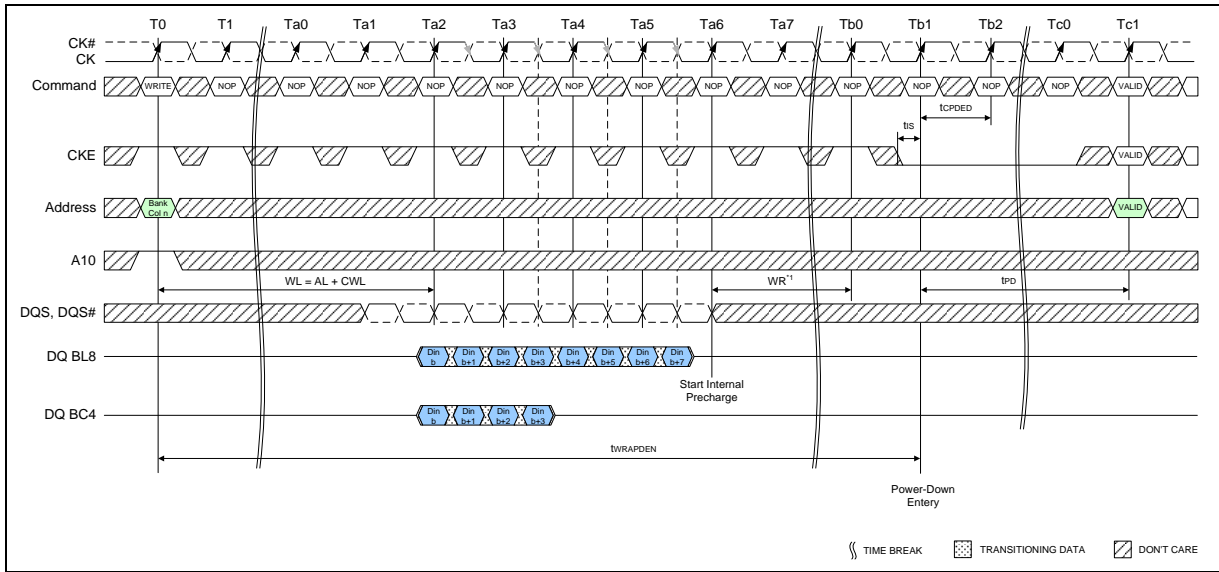 T0 T1 Ta0 Ta1 Ta2 Ta3 Ta4 Ta5 Ta6 Ta7 Tb0 Tb1 Tb2 Tc0 Tc1
CK#
CK
Command WRITE NOP NOP NOP NOP NOP NOP NOP NOP NOP NOP NOP NOP NOP VALID
tCPDED
tIS
CKE VALID
Address Bank Col n VALID
A10
WL = AL + CWL WR*1 tPD
DQS, DQS#
DQ BL8 Din b Din b+1 Din b+2 Din b+3 Din b+4 Din b+5 Din b+6 Din b+7
Start Internal
Precharge
DQ BC4 Din b Din b+1 Din b+2 Din b+3
tWRAPDEN
Power-Down
Entery
TIME BREAK TRANSITIONING DATA DON'T CARE